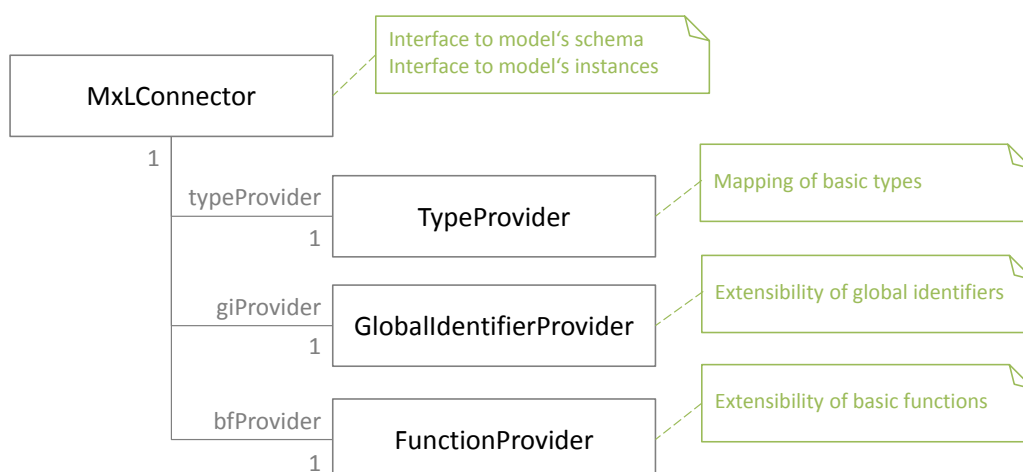 Interface to model‘s schema
Interface to model‘s instances
MxLConnector
1
typeProvider
1
TypeProvider
Mapping of basic types
giProvider
1
GlobalIdentifierProvider
Extensibility of global identifiers
bfProvider
1
FunctionProvider
Extensibility of basic functions